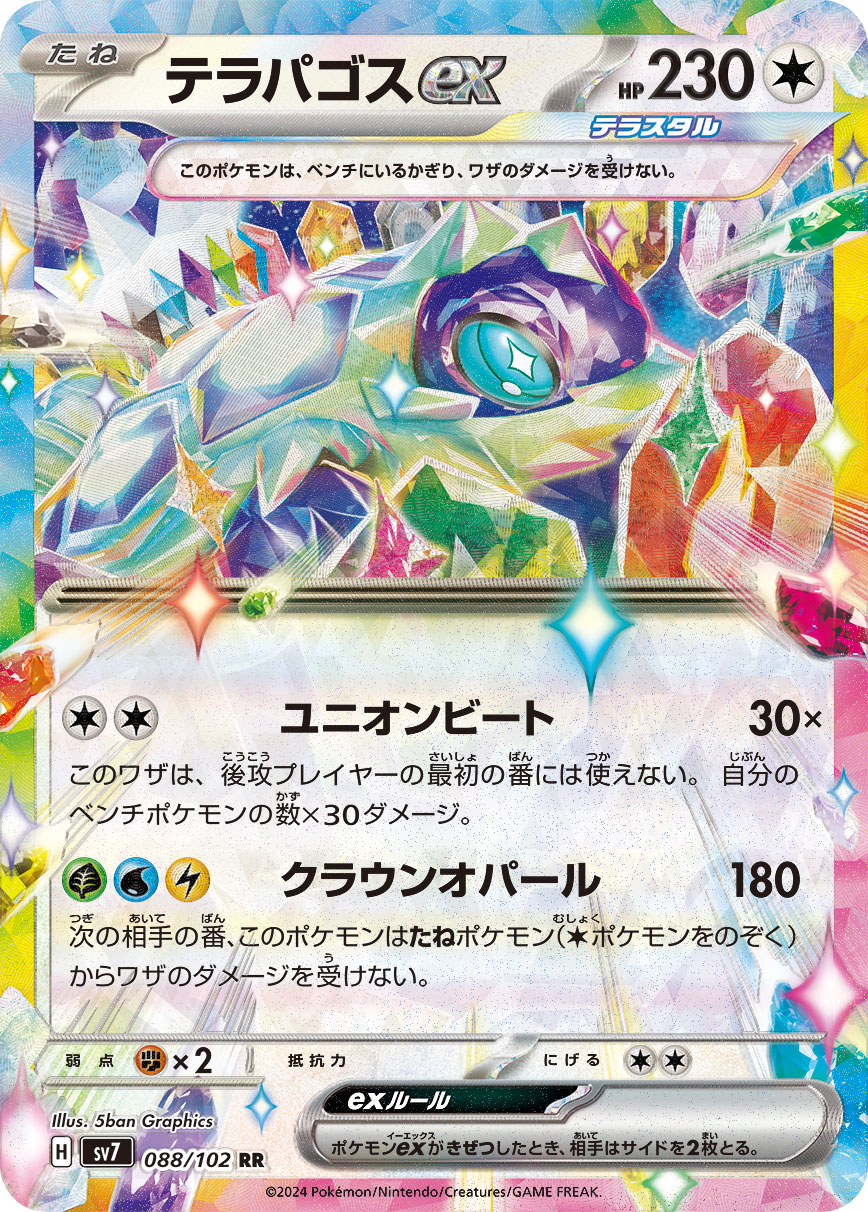 たね
テラパゴスex
HP230
テラスタル
このポケモンは、ベンチにいるかぎり、ワザのダメージを受けない。
ユニオンビート 30×
このワザは、後攻プレイヤーの最初の番には使えない。自分の
ベンチポケモンの数×30ダメージ。
クラウンオパール 180
次の相手の番、このポケモンはたねポケモン(ポケモンをのぞく)
からワザのダメージを受けない。
弱点 ×2 抵抗力 にげる
exルール
ポケモンexがきぜつしたとき、相手はサイドを2枚とる。
Illus. 5ban Graphics
H sv7 088/102 RR
©2024 Pokémon/Nintendo/Creatures/GAME FREAK.